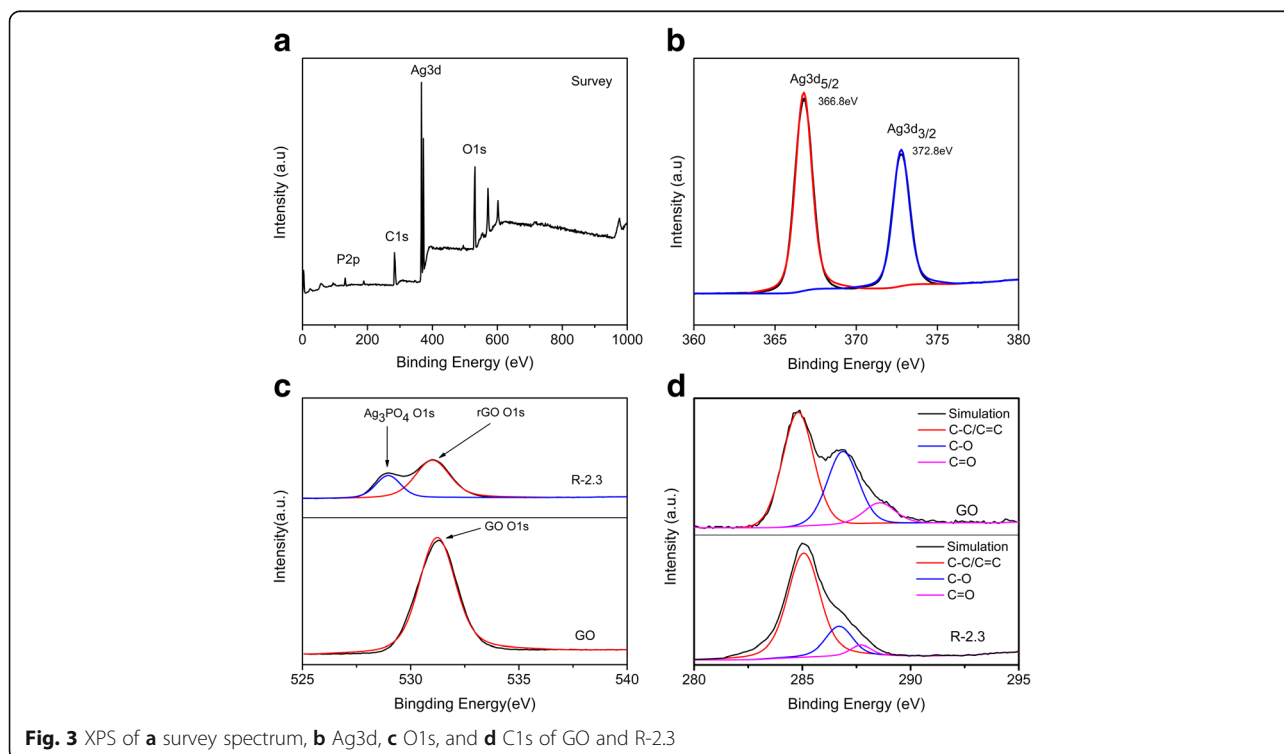 a
Ag3d
Survey
O1s
C1s
P2p
Intensity (a.u)
0 200 400 600 800 1000
Binding Energy (eV)
b
Ag3d5/2
366.8eV
Ag3d3/2
372.8eV
Intensity (a.u)
360 365 370 375 380
Binding Energy (eV)
c
Ag3PO4 O1s
rGO O1s
R-2.3
GO O1s
GO
Intensity(a.u.)
525 530 535 540
Bingding Energy(eV)
d
Simulation
C-C/C=C
C-O
C=O
GO
Simulation
C-C/C=C
C-O
C=O
R-2.3
Intensity(a.u.)
280 285 290 295
Binding Energy (eV)
Fig. 3 XPS of a survey spectrum, b Ag3d, c O1s, and d C1s of GO and R-2.3